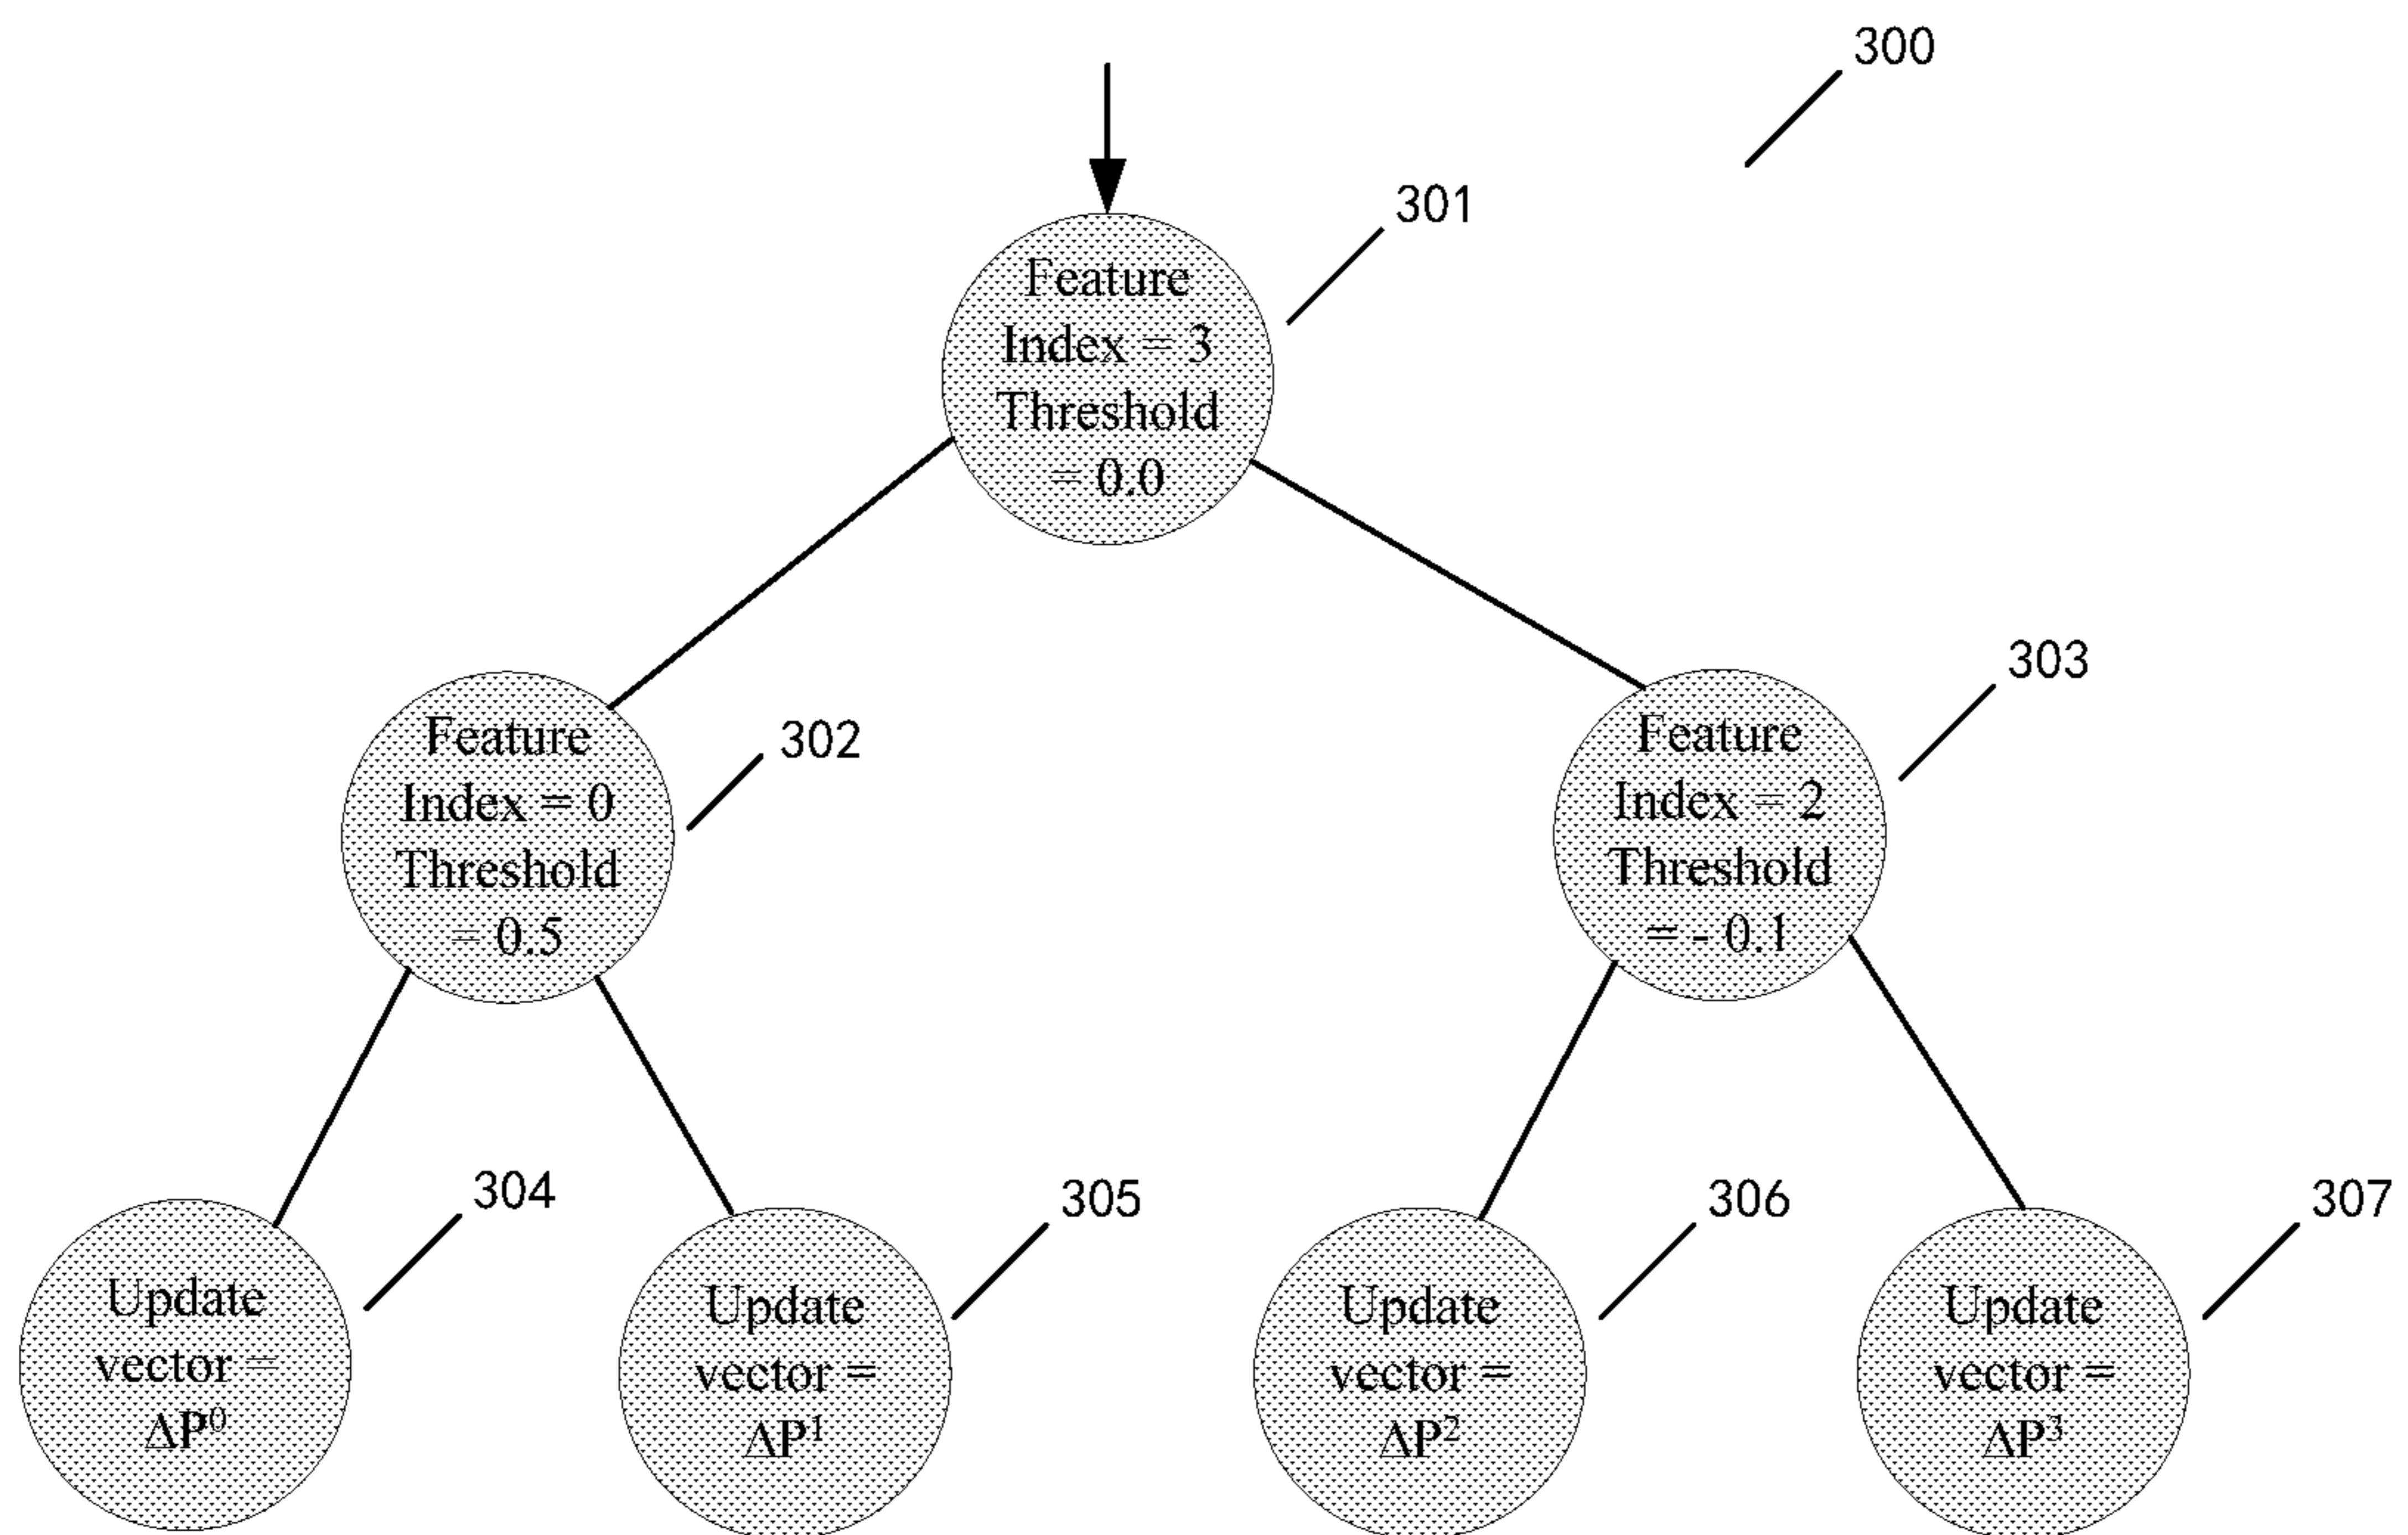 300
301
Feature
Index = 3
Threshold
= 0.0
302
Feature
Index = 0
Threshold
= 0.5
303
Feature
Index = 2
Threshold
= - 0.1
304
Update
vector =
ΔP⁰
305
Update
vector =
ΔP¹
306
Update
vector =
ΔP²
307
Update
vector =
ΔP³